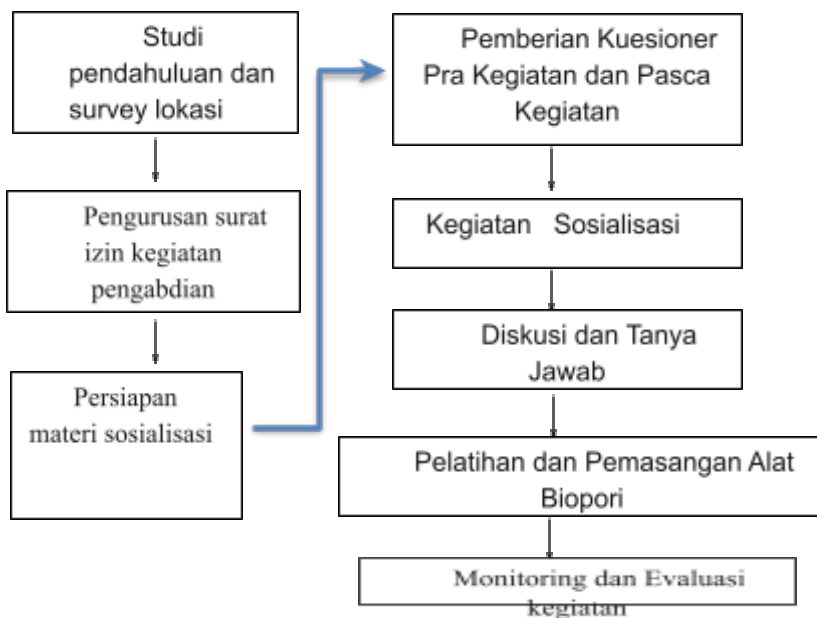 Studi
pendahuluan dan
survey lokasi
Pengurusan surat
izin kegiatan
pengabdian
Persiapan
materi sosialisasi
Pemberian Kuesioner
Pra Kegiatan dan Pasca
Kegiatan
Kegiatan Sosialisasi
Diskusi dan Tanya
Jawab
Pelatihan dan Pemasangan Alat
Biopori
Monitoring dan Evaluasi
kegiatan